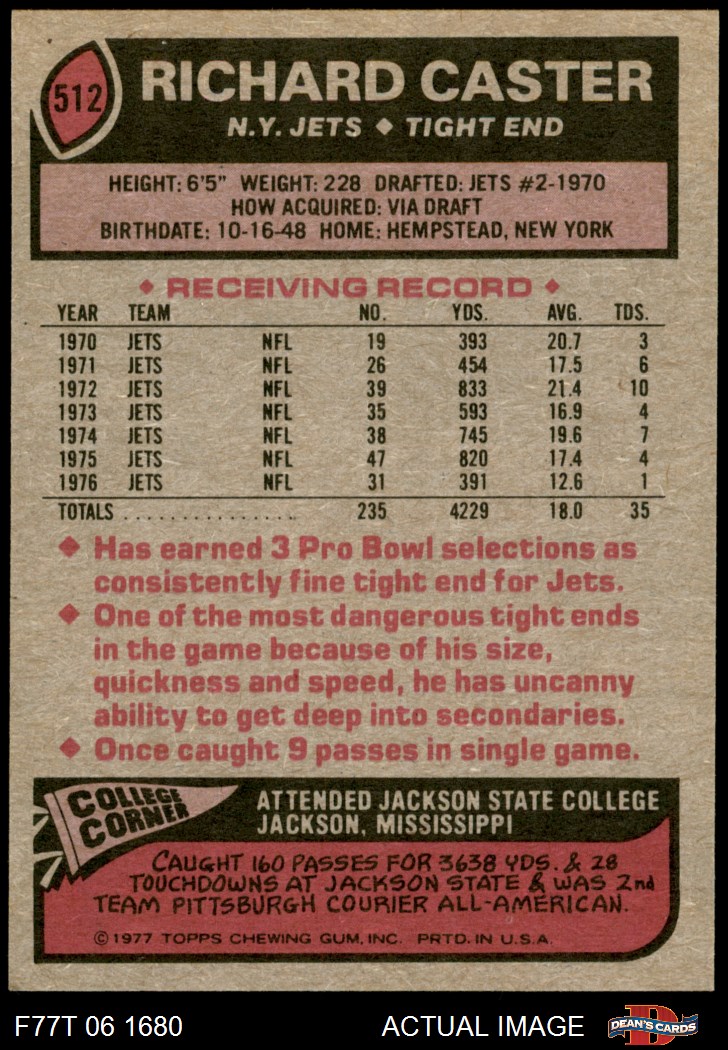 512
RICHARD CASTER
N.Y. JETS ◆ TIGHT END
HEIGHT: 6'5" WEIGHT: 228 DRAFTED: JETS #2-1970
HOW ACQUIRED: VIA DRAFT
BIRTHDATE: 10-16-48 HOME: HEMPSTEAD, NEW YORK
◆ RECEIVING RECORD ◆
YEAR TEAM NO. YDS. AVG. TDS.
1970 JETS NFL 19 393 20.7 3
1971 JETS NFL 26 454 17.5 6
1972 JETS NFL 39 833 21.4 10
1973 JETS NFL 35 593 16.9 4
1974 JETS NFL 38 745 19.6 7
1975 JETS NFL 47 820 17.4 4
1976 JETS NFL 31 391 12.6 1
TOTALS ................ 235 4229 18.0 35
◆ Has earned 3 Pro Bowl selections as
consistently fine tight end for Jets.
◆ One of the most dangerous tight ends
in the game because of his size,
quickness and speed, he has uncanny
ability to get deep into secondaries.
◆ Once caught 9 passes in single game.
COLLEGE
CORNER
ATTENDED JACKSON STATE COLLEGE
JACKSON, MISSISSIPPI
CAUGHT 160 PASSES FOR 3638 YDS. & 28
TOUCHDOWNS AT JACKSON STATE & WAS 2nd
TEAM PITTSBURGH COURIER ALL-AMERICAN.
© 1977 TOPPS CHEWING GUM, INC. PRTD. IN U.S.A.
F77T 06 1680
ACTUAL IMAGE
D
DEAN'S CARDS